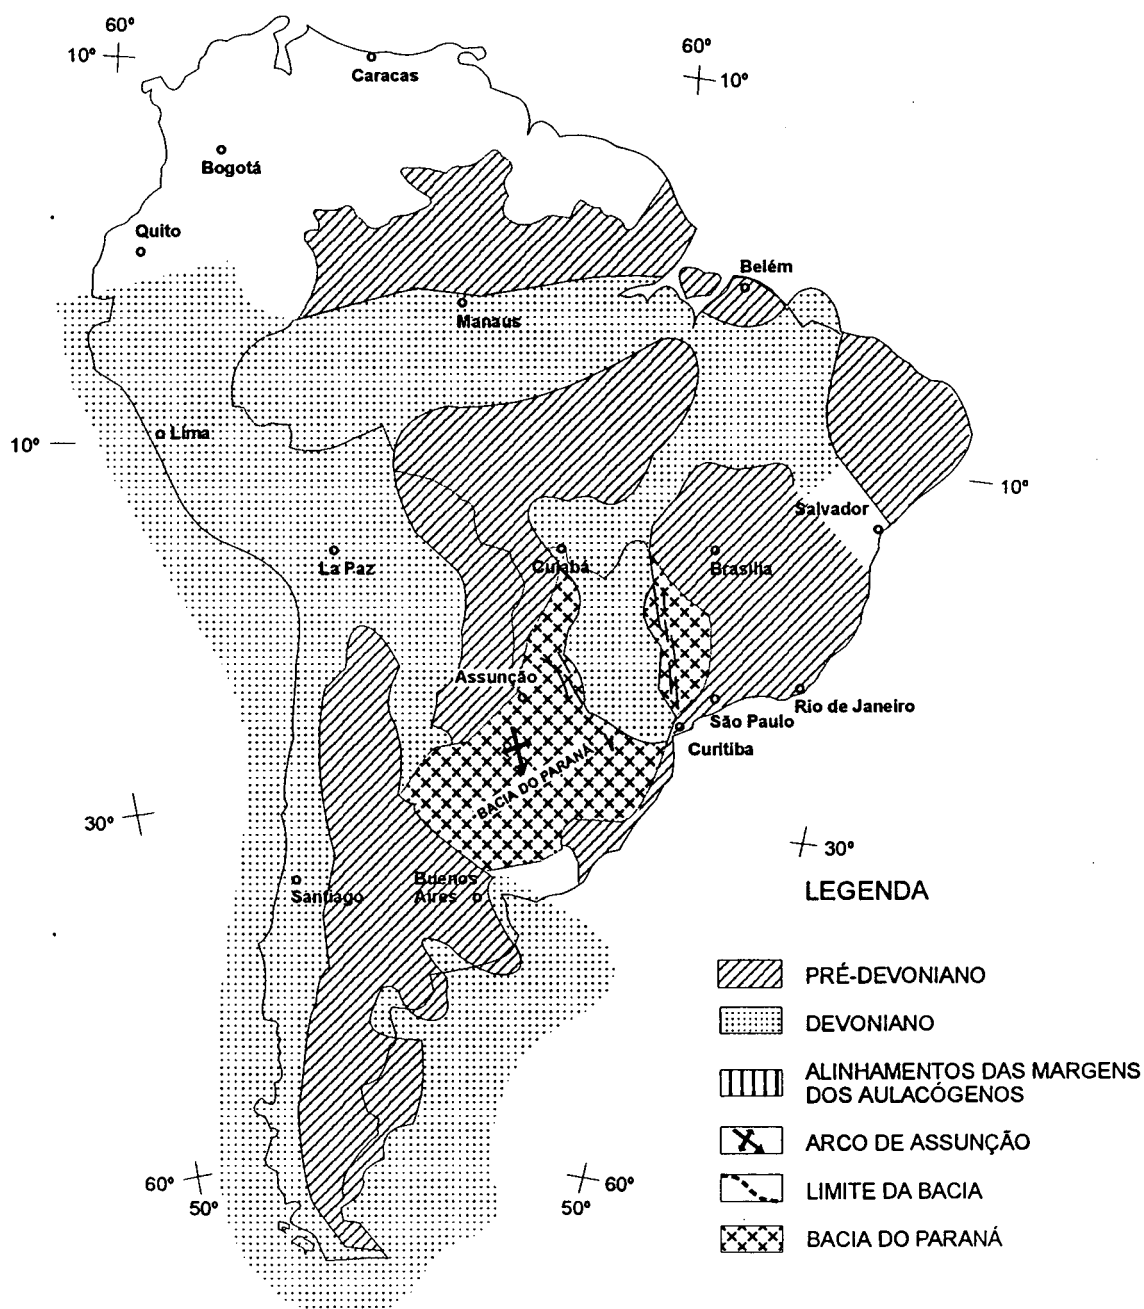 60º
10º
Caracas
60º
10º
Bogotá
Quito
Belém
Manaus
10º
Líma
10º
Salvador
La Paz
Cuiabá
Brasília
Assunção
São Paulo
Rio de Janeiro
Curitiba
BACIA DO PARANÁ
30º
30º
Santiago
Buenos
Aires
LEGENDA
PRÉ-DEVONIANO
DEVONIANO
ALINHAMENTOS DAS MARGENS
DOS AULACÓGENOS
ARCO DE ASSUNÇÃO
LIMITE DA BACIA
BACIA DO PARANÁ
60º
50º
60º
50º